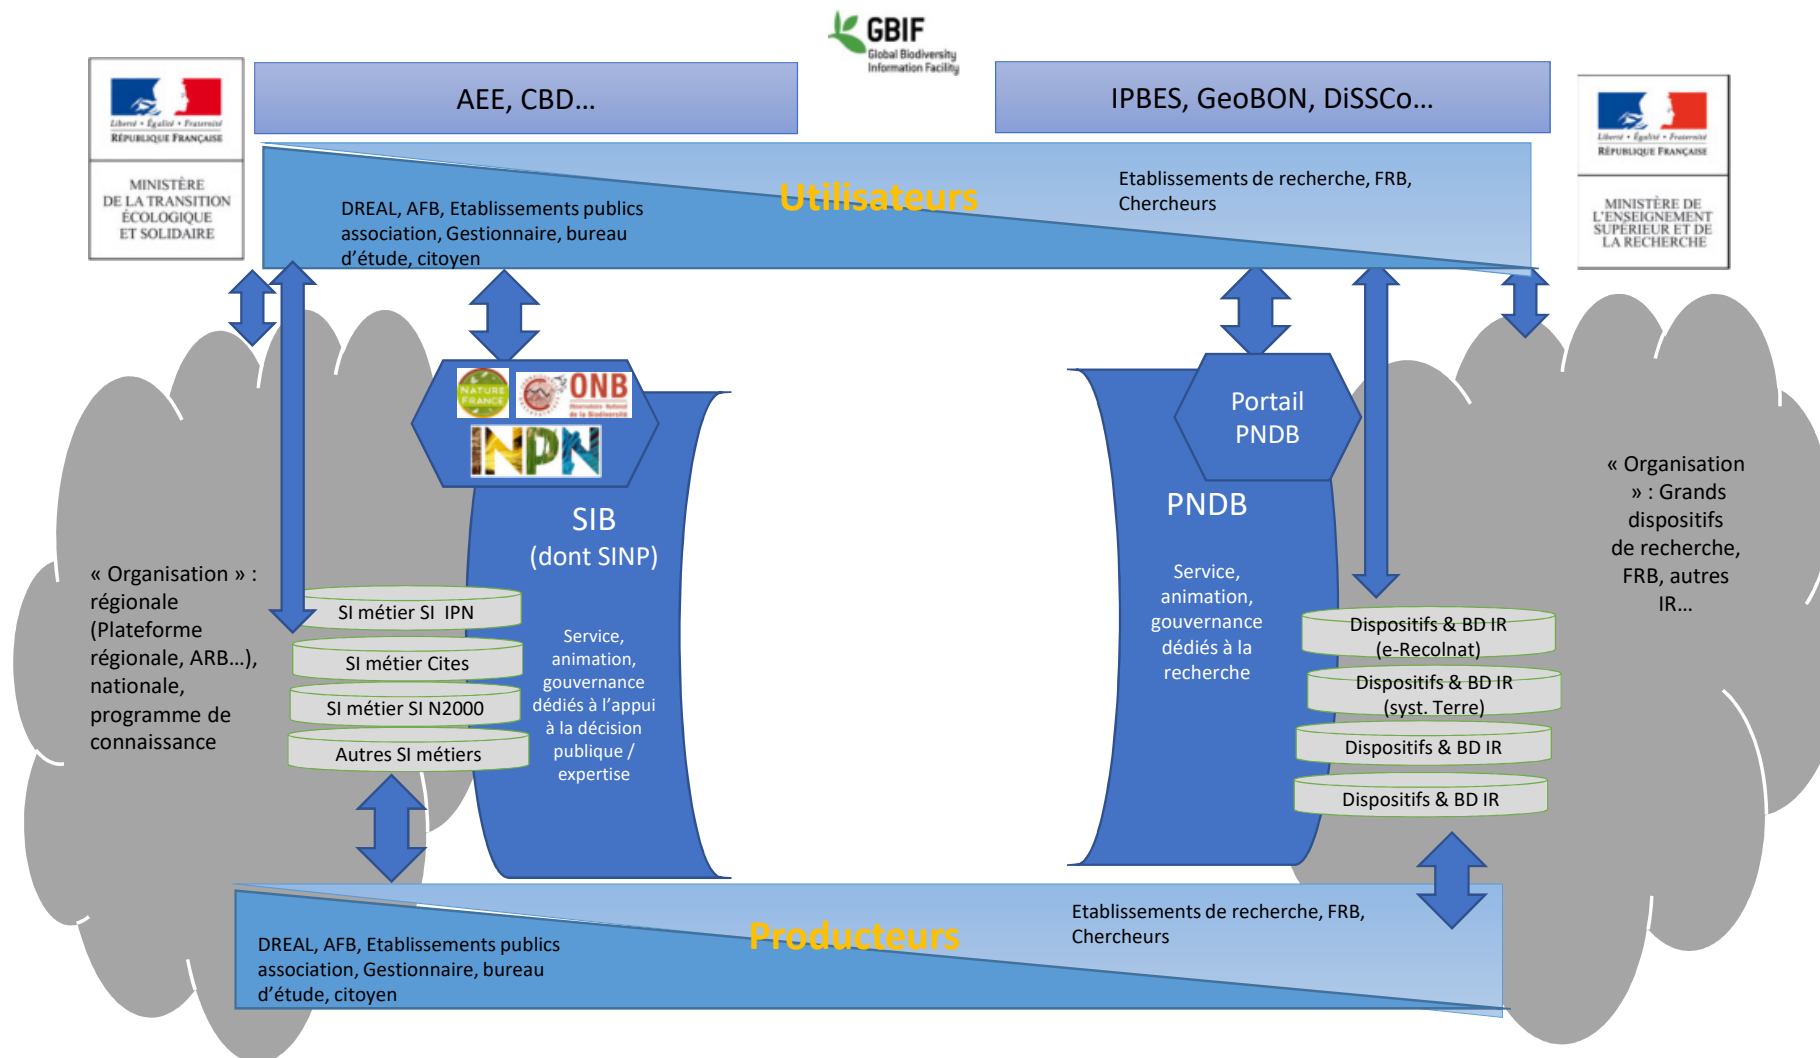 GBIF
Global Biodiversity
Information Facility
Liberté • Égalité • Fraternité
RÉPUBLIQUE FRANÇAISE
MINISTÈRE
DE LA TRANSITION
ÉCOLOGIQUE
ET SOLIDAIRE
AEE, CBD...
IPBES, GeoBON, DiSSCo...
Liberté • Égalité • Fraternité
RÉPUBLIQUE FRANÇAISE
MINISTÈRE DE
L'ENSEIGNEMENT
SUPÉRIEUR ET DE
LA RECHERCHE
Utilisateurs
DREAL, AFB, Etablissements publics
association, Gestionnaire, bureau
d'étude, citoyen
Etablissements de recherche, FRB,
Chercheurs
NATURE
FRANCE
ONB
Observatoire National
de la Biodiversité
INPN
SIB
(dont SINP)
Service,
animation,
gouvernance
dédiés à l'appui
à la décision
publique /
expertise
« Organisation » :
régionale
(Plateforme
régionale, ARB...),
nationale,
programme de
connaissance
SI métier SI  IPN
SI métier Cites
SI métier SI N2000
Autres SI métiers
Portail
PNDB
PNDB
Service,
animation,
gouvernance
dédiés à la
recherche
Dispositifs & BD IR
(e-Recolnat)
Dispositifs & BD IR
(syst. Terre)
Dispositifs & BD IR
Dispositifs & BD IR
« Organisation
» : Grands
dispositifs
de recherche,
FRB, autres
IR...
Producteurs
DREAL, AFB, Etablissements publics
association, Gestionnaire, bureau
d'étude, citoyen
Etablissements de recherche, FRB,
Chercheurs